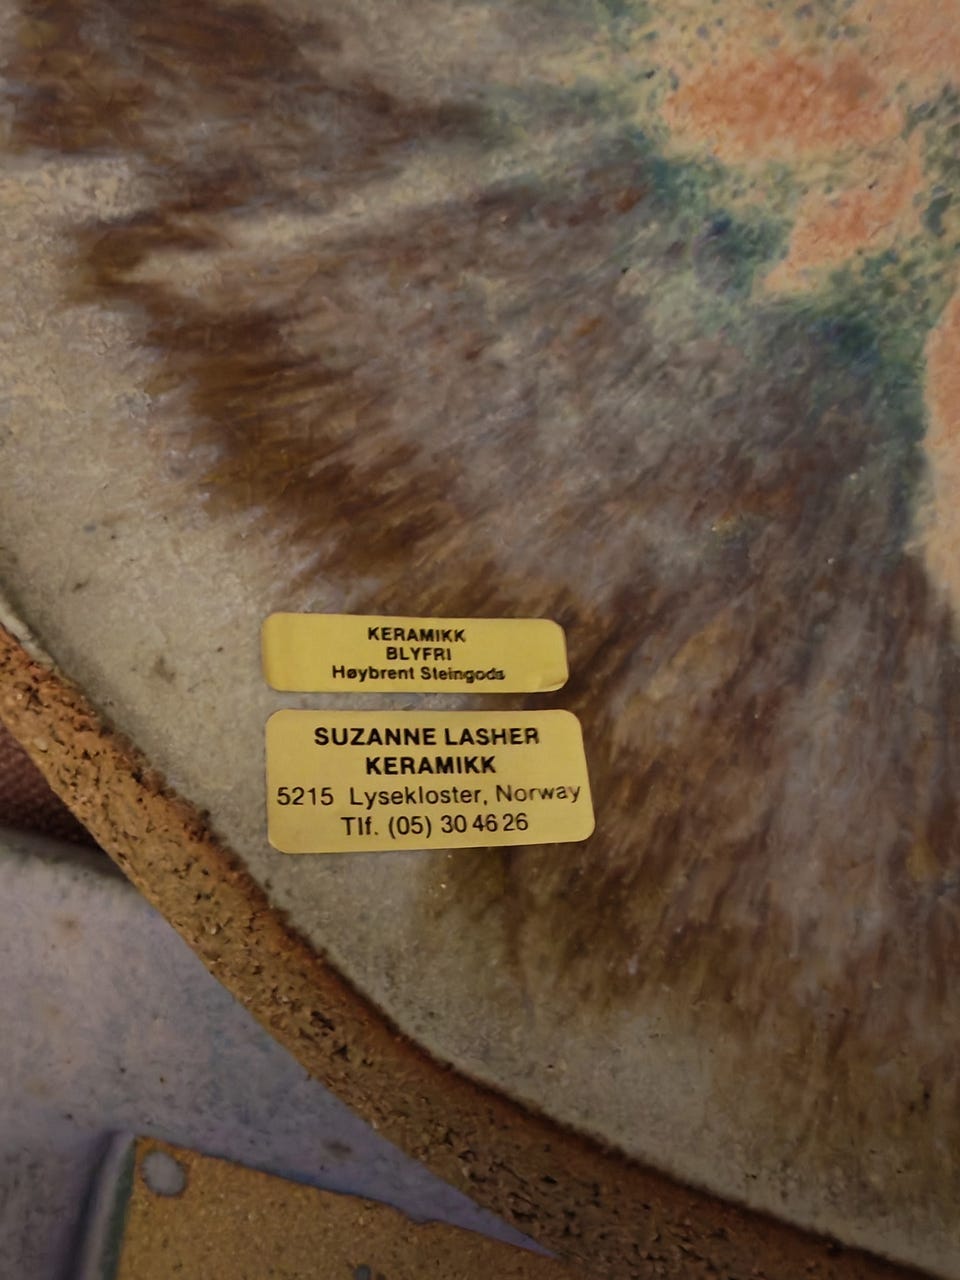 KERAMIKK
BLYFRI
Høybrent Steingods
SUZANNE LASHER
KERAMIKK
5215 Lysekloster, Norway
Tlf. (05) 30 46 26